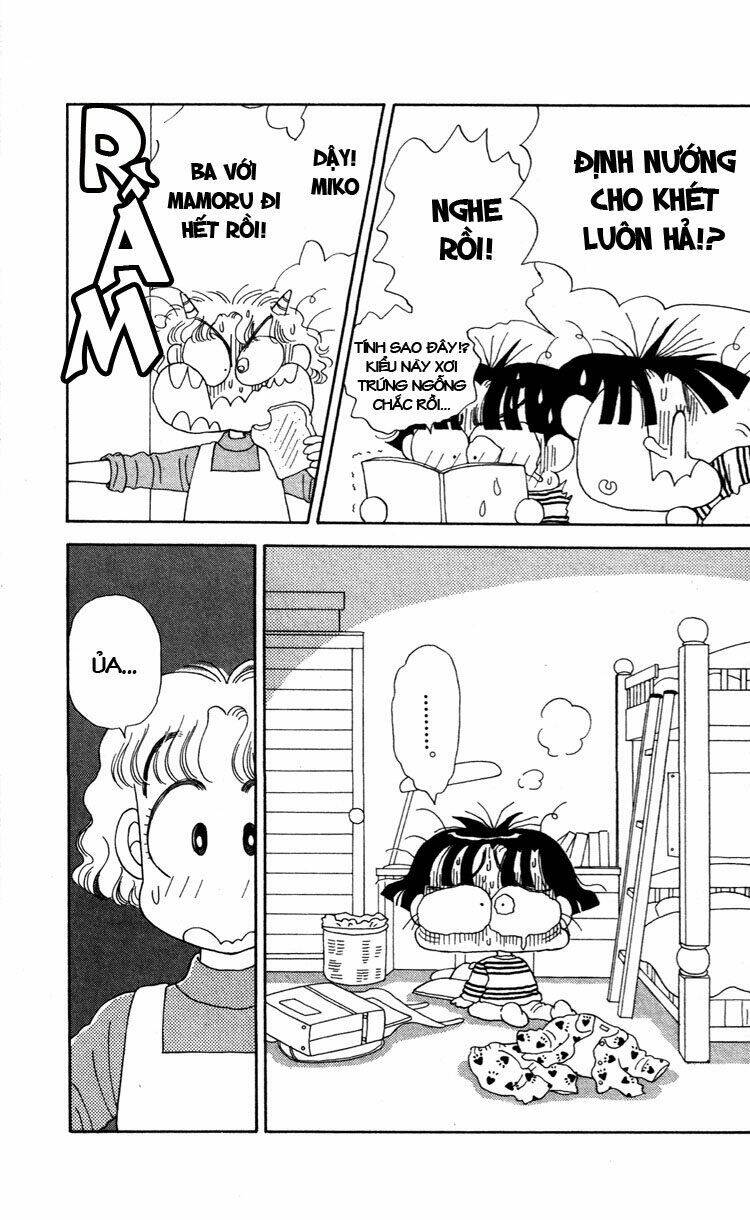 ĐỊNH NƯỚNG
CHO KHÉT
LUÔN HẢ!?
NGHE
RỒI!
TÍNH SAO ĐÂY!?
KIỂU NÀY XƠI
TRỨNG NGỖNG
CHẮC RỒI...
DẬY!
MIKO
BA VỚI
MAMORU ĐI
HẾT RỒI!
RẦM
.........
ỦA...